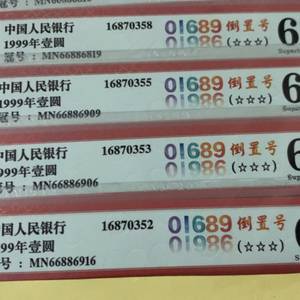 中国人民银行 16870358 01689 倒置号 6
1999年壹圆 01986 (☆☆☆)
冠号：MN66886819
中国人民银行 16870355 01689 倒置号 6
1999年壹圆 01986 (☆☆☆)
冠号：MN66886909
中国人民银行 16870353 01689 倒置号
1999年壹圆 01986 (☆☆☆)
号：MN66886906
国人民银行 16870352 01689 倒置号
999年壹圆 01986 (☆☆☆)
号：MN66886916